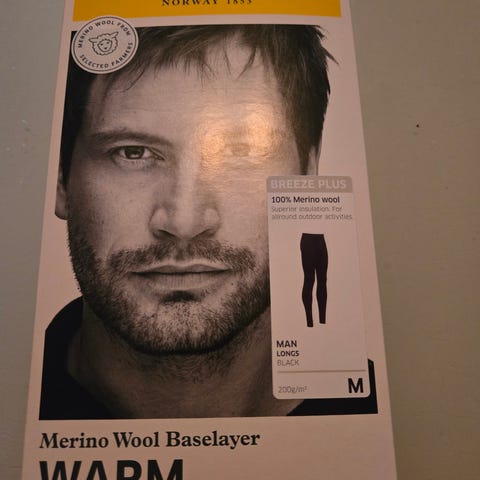 NORWAY 1853
MERINO WOOL FROM
SELECTED FARMERS
BREEZE PLUS
100% Merino wool
Superior insulation. For
allround outdoor activities.
MAN
LONGS
BLACK
200g/m² M
Merino Wool Baselayer
WARM